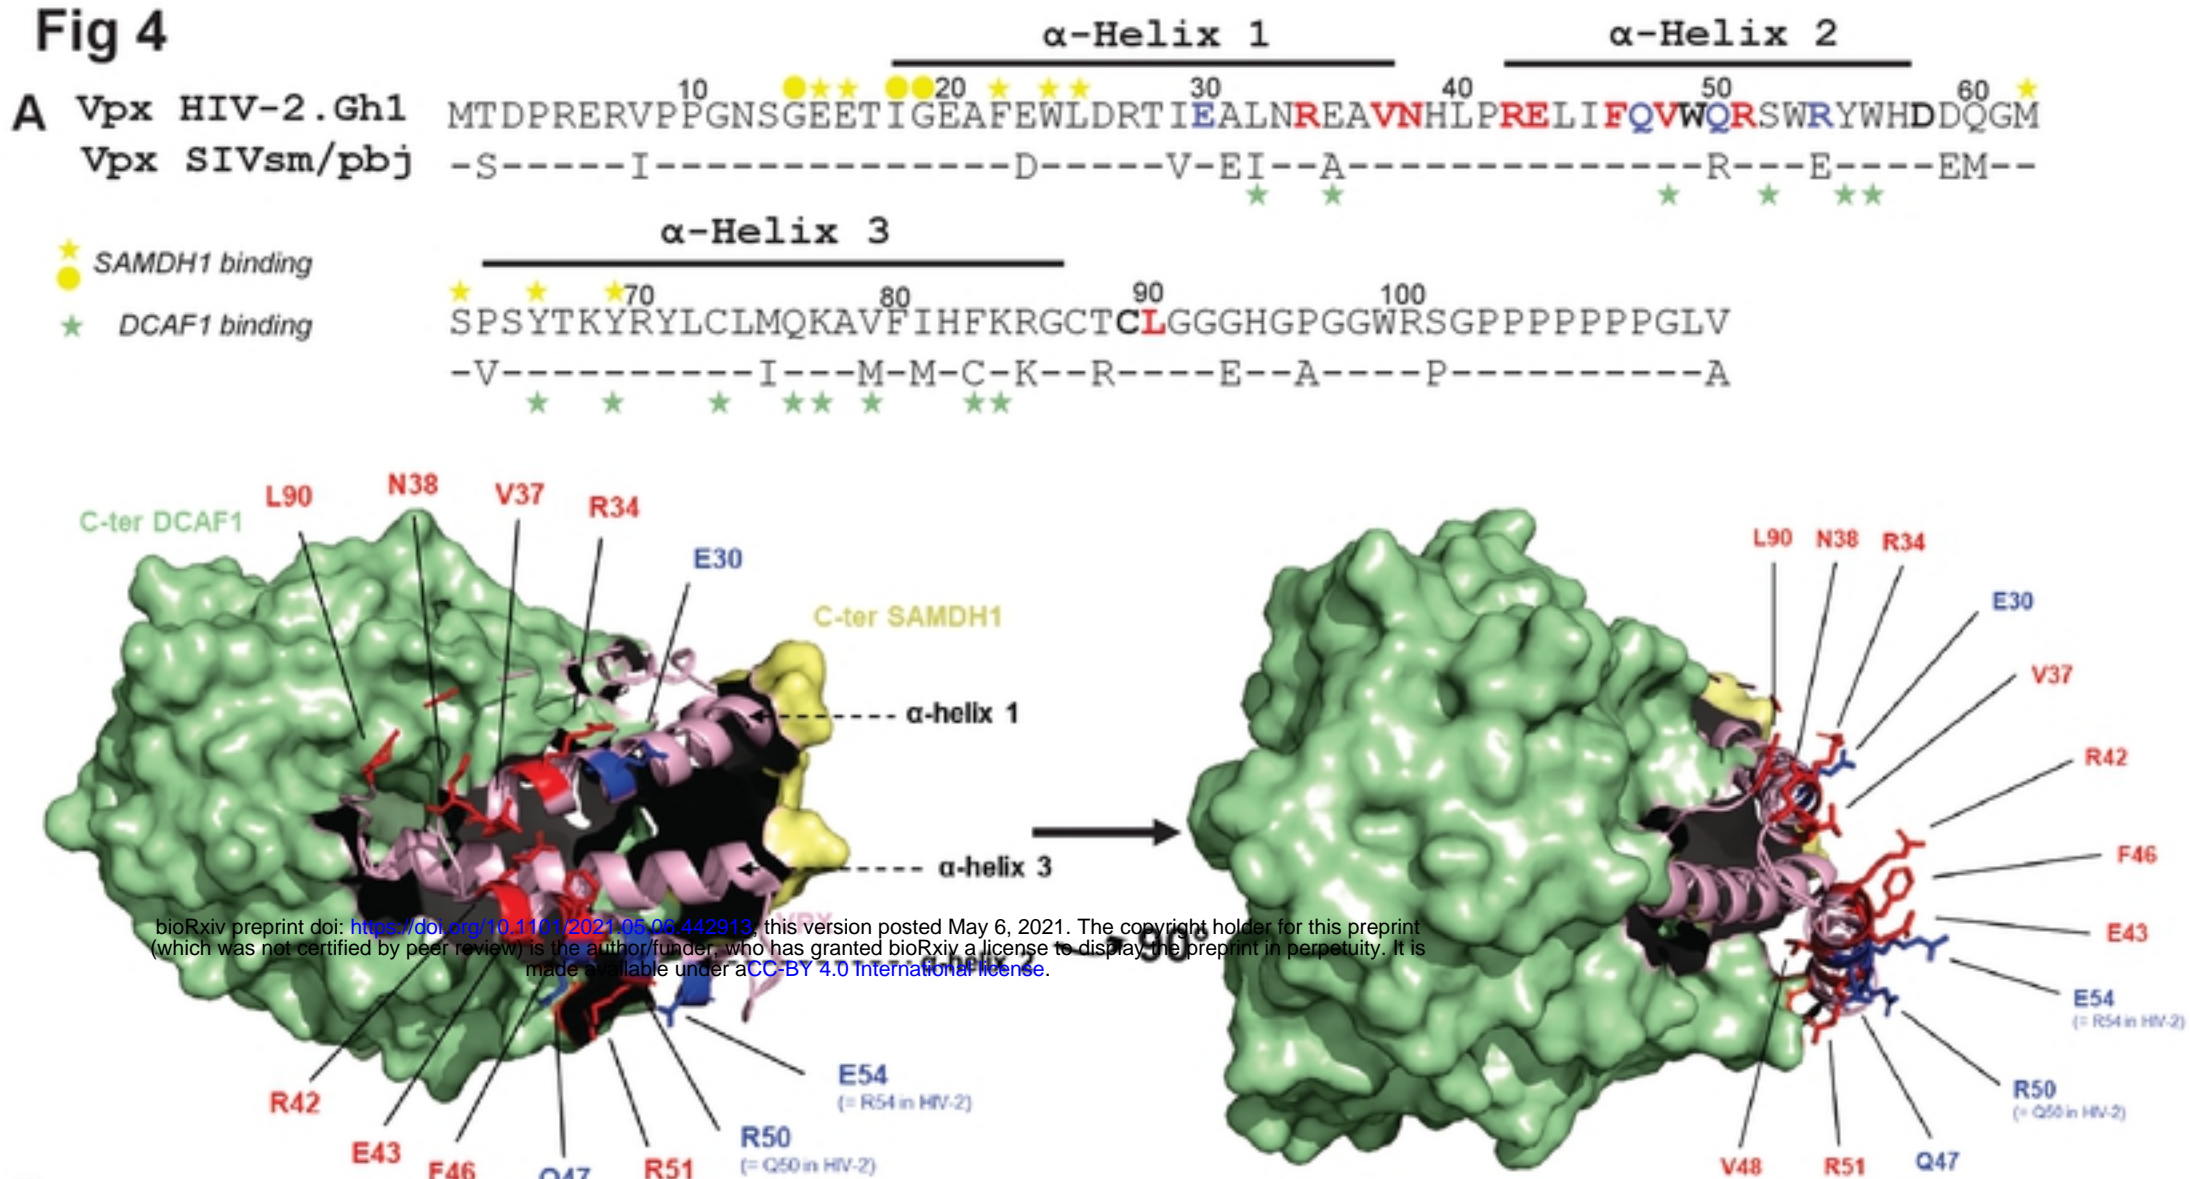 Fig 4
α-Helix 1 α-Helix 2
10 20 30 40 50 60
A Vpx HIV-2.Gh1 MTDPRERVPPGNSGEETIGEAFEWLDRTIEALNREAVNHLPRELIFQVWQRSWRYWHDDQGM
Vpx SIVsm/pbj -S-----I--------------D-----V-EI--A--------------R---E----EM--
α-Helix 3
SAMDH1 binding
70 80 90 100
DCAF1 binding SPSYTKYRYLCLMQKAVFIHFKRGCTCLGGGHGPGGWRSGPPPPPPPGLV
-V----------I---M-M-C-K--R----E--A----P----------A
L90 N38 V37 R34 E30
C-ter DCAF1
C-ter SAMDH1
α-helix 1
α-helix 3
VPX
α-helix 2
90°
R42
E43
F46
Q47
R51
R50
(= Q50 in HIV-2)
E54
(= R54 in HIV-2)
L90 N38 R34
E30
V37
R42
F46
E43
E54
(= R54 in HIV-2)
R50
(= Q50 in HIV-2)
V48 R51 Q47
bioRxiv preprint doi: https://doi.org/10.1101/2021.05.06.442913; this version posted May 6, 2021. The copyright holder for this preprint
(which was not certified by peer review) is the author/funder, who has granted bioRxiv a license to display the preprint in perpetuity. It is
made available under aCC-BY 4.0 International license.